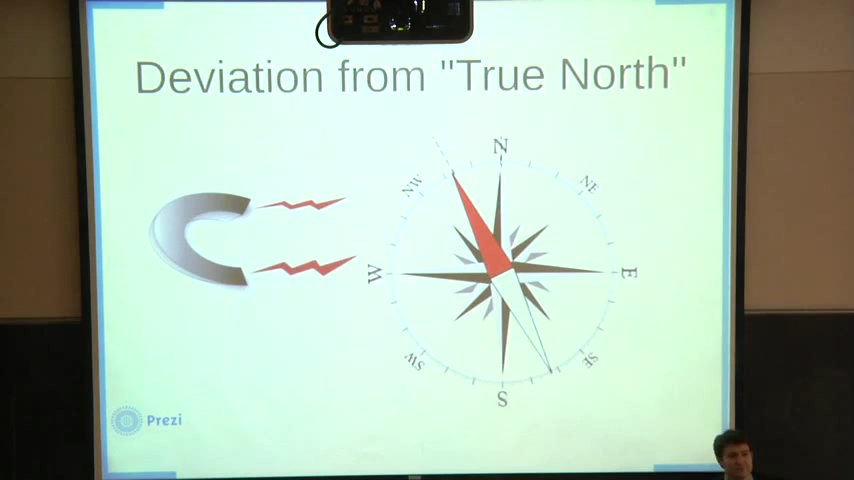 Deviation from "True North"
N
NW
NE
W
E
SW
SE
S
Prezi